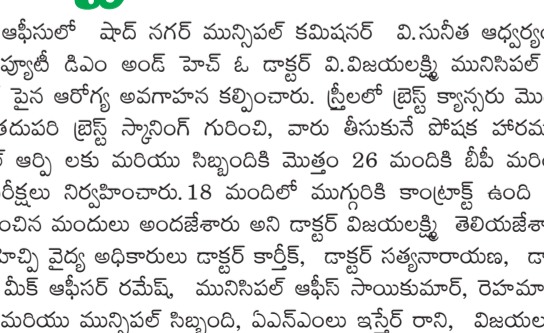 ఆఫీసులో షాద్ నగర్ మున్సిపల్ కమిషనర్ వి.సునీత ఆధ్వర్యం
ప్యూటీ డిఎం అండ్ హెచ్ ఓ డాక్టర్ వి.విజయలక్ష్మి మునిసిపల్
పైన ఆరోగ్య అవగాహన కల్పించారు. స్త్రీలలో బ్రెస్ట్ క్యాన్సరు మొ
తదుపరి బ్రెస్ట్ స్కానింగ్ గురించి, వారు తీసుకునే పోషక హారమ
ఆర్పి లకు మరియు సిబ్బందికి మొత్తం 26 మందికి బీపీ మరి
రీక్షలు నిర్వహించారు. 18 మందిలో ముగ్గురికి కాంట్రాక్ట్ ఉంది
ంచిన మందులు అందజేశారు అని డాక్టర్ విజయలక్ష్మి తెలియజేశా
హెచ్పి వైద్య అధికారులు డాక్టర్ కార్తీక్, డాక్టర్ సత్యనారాయణ, డా
మీక్ ఆఫీసర్ రమేష్, మునిసిపల్ ఆఫీస్ సాయికుమార్, రెహమా
మరియు మున్సిపల్ సిబ్బంది, ఏఎన్ఎంలు ఇస్తేర్ రాని, విజయల